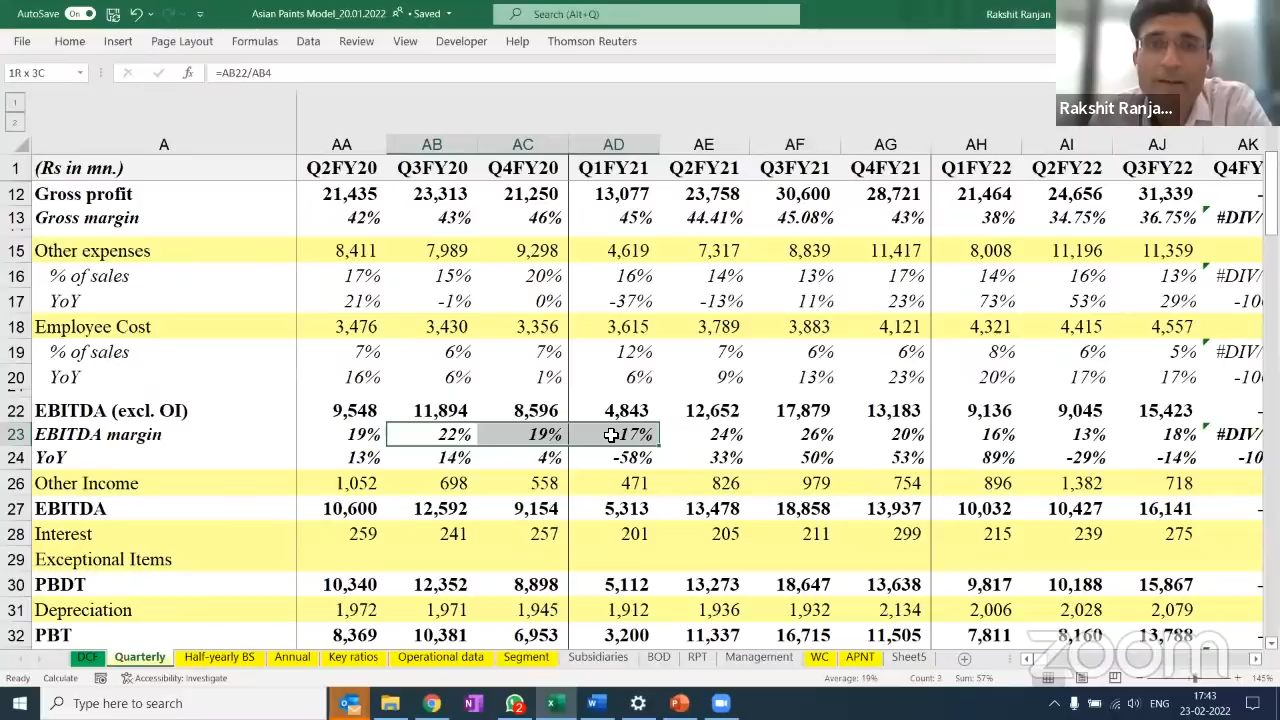 AutoSave On Asian Paints Model_20.01.2022 • Saved Search (Alt+Q) Rakshit Ranjan
File Home Insert Page Layout Formulas Data Review View Developer Help Thomson Reuters
1R x 3C fx =AB22/AB4
Rakshit Ranja...
1
2
A AA AB AC AD AE AF AG AH AI AJ AK
1 (Rs in mn.) Q2FY20 Q3FY20 Q4FY20 Q1FY21 Q2FY21 Q3FY21 Q4FY21 Q1FY22 Q2FY22 Q3FY22 Q4FY
12 Gross profit 21,435 23,313 21,250 13,077 23,758 30,600 28,721 21,464 24,656 31,339 -
13 Gross margin 42% 43% 46% 45% 44.41% 45.08% 43% 38% 34.75% 36.75% #DIV/
15 Other expenses 8,411 7,989 9,298 4,619 7,317 8,839 11,417 8,008 11,196 11,359
16 % of sales 17% 15% 20% 16% 14% 13% 17% 14% 16% 13% #DIV/
17 YoY 21% -1% 0% -37% -13% 11% 23% 73% 53% 29% -100
18 Employee Cost 3,476 3,430 3,356 3,615 3,789 3,883 4,121 4,321 4,415 4,557
19 % of sales 7% 6% 7% 12% 7% 6% 6% 8% 6% 5% #DIV/
20 YoY 16% 6% 1% 6% 9% 13% 23% 20% 17% 17% -100
22 EBITDA (excl. OI) 9,548 11,894 8,596 4,843 12,652 17,879 13,183 9,136 9,045 15,423 -
23 EBITDA margin 19% 22% 19% 17% 24% 26% 20% 16% 13% 18% #DIV/
24 YoY 13% 14% 4% -58% 33% 50% 53% 89% -29% -14% -10
26 Other Income 1,052 698 558 471 826 979 754 896 1,382 718
27 EBITDA 10,600 12,592 9,154 5,313 13,478 18,858 13,937 10,032 10,427 16,141 -
28 Interest 259 241 257 201 205 211 299 215 239 275
29 Exceptional Items
30 PBDT 10,340 12,352 8,898 5,112 13,273 18,647 13,638 9,817 10,188 15,867 -
31 Depreciation 1,972 1,971 1,945 1,912 1,936 1,932 2,134 2,006 2,028 2,079
32 PBT 8,369 10,381 6,953 3,200 11,337 16,715 11,505 7,811 8,160 13,788 -
zoom
DCF Quarterly Half-yearly BS Annual Key ratios Operational data Segment Subsidiaries BOD RPT Management WC APNT Sheet5
Ready Calculate Accessibility: Investigate Average: 19% Count: 3 Sum: 57% 145%
Type here to search 2 ENG 17:43
23-02-2022